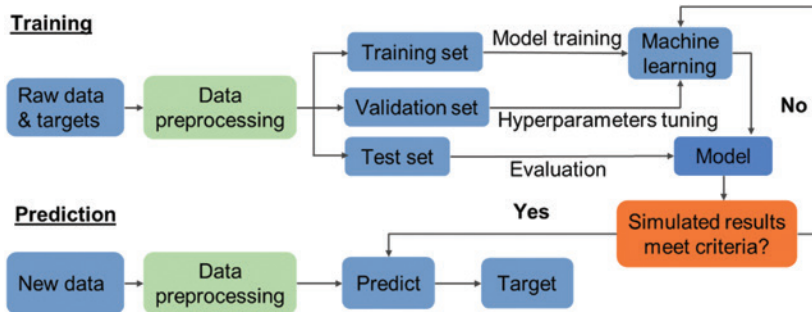 Training
Raw data
& targets
Data
preprocessing
Training set
Model training
Machine
learning
Validation set
Hyperparameters tuning
No
Test set
Evaluation
Model
Prediction
Yes
Simulated results
meet criteria?
New data
Data
preprocessing
Predict
Target